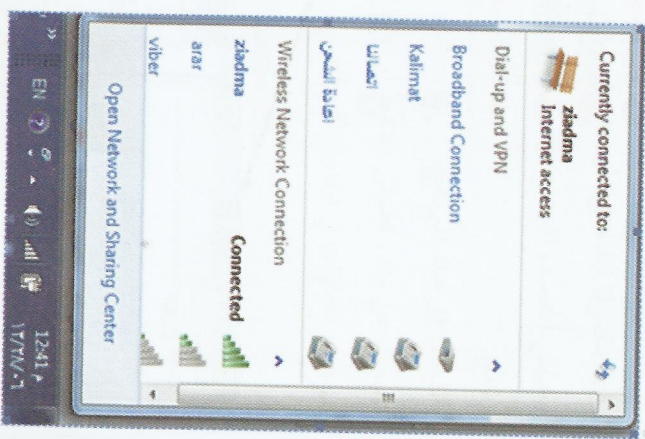 Currently connected to:
ziadma
Internet access
Dial-up and VPN
Broadband Connection
Kalimat
اتصالنا
اعادة الشحن
Wireless Network Connection
ziadma Connected
arar
viber
Open Network and Sharing Center
EN
12:41 م